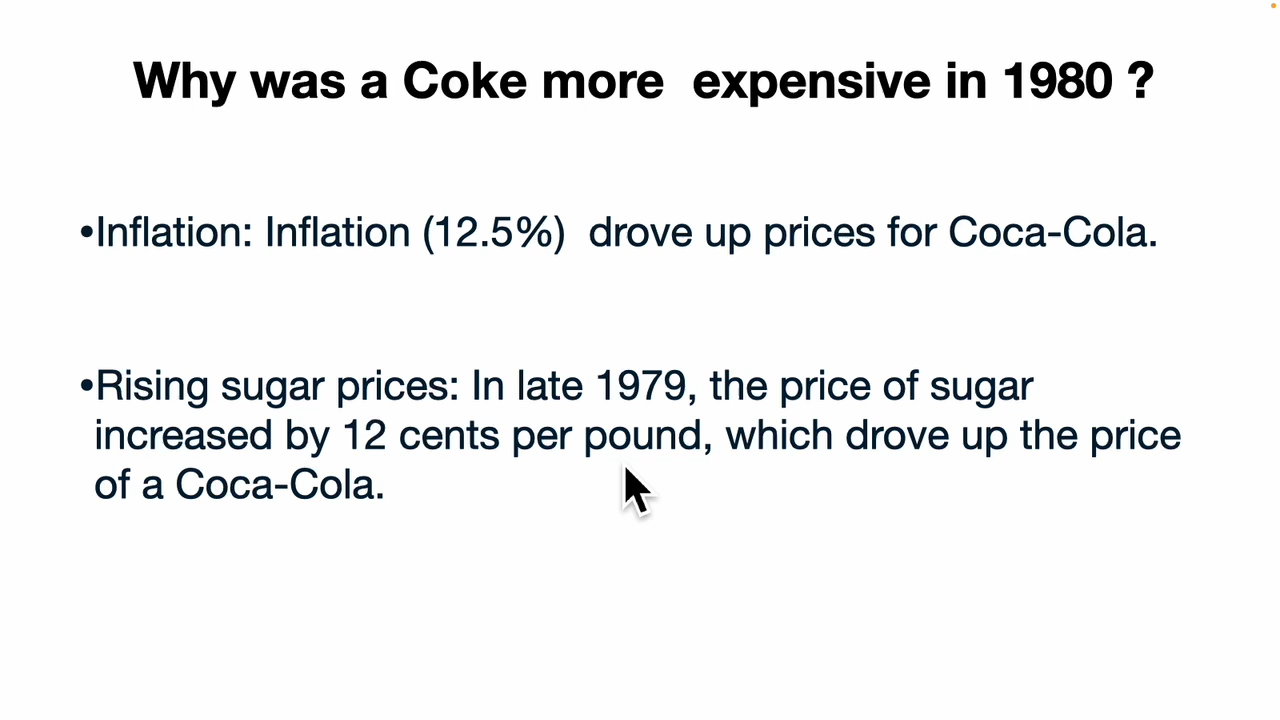 Why was a Coke more  expensive in 1980 ?
•Inflation: Inflation (12.5%)  drove up prices for Coca-Cola.
•Rising sugar prices: In late 1979, the price of sugar
increased by 12 cents per pound, which drove up the price
of a Coca-Cola.